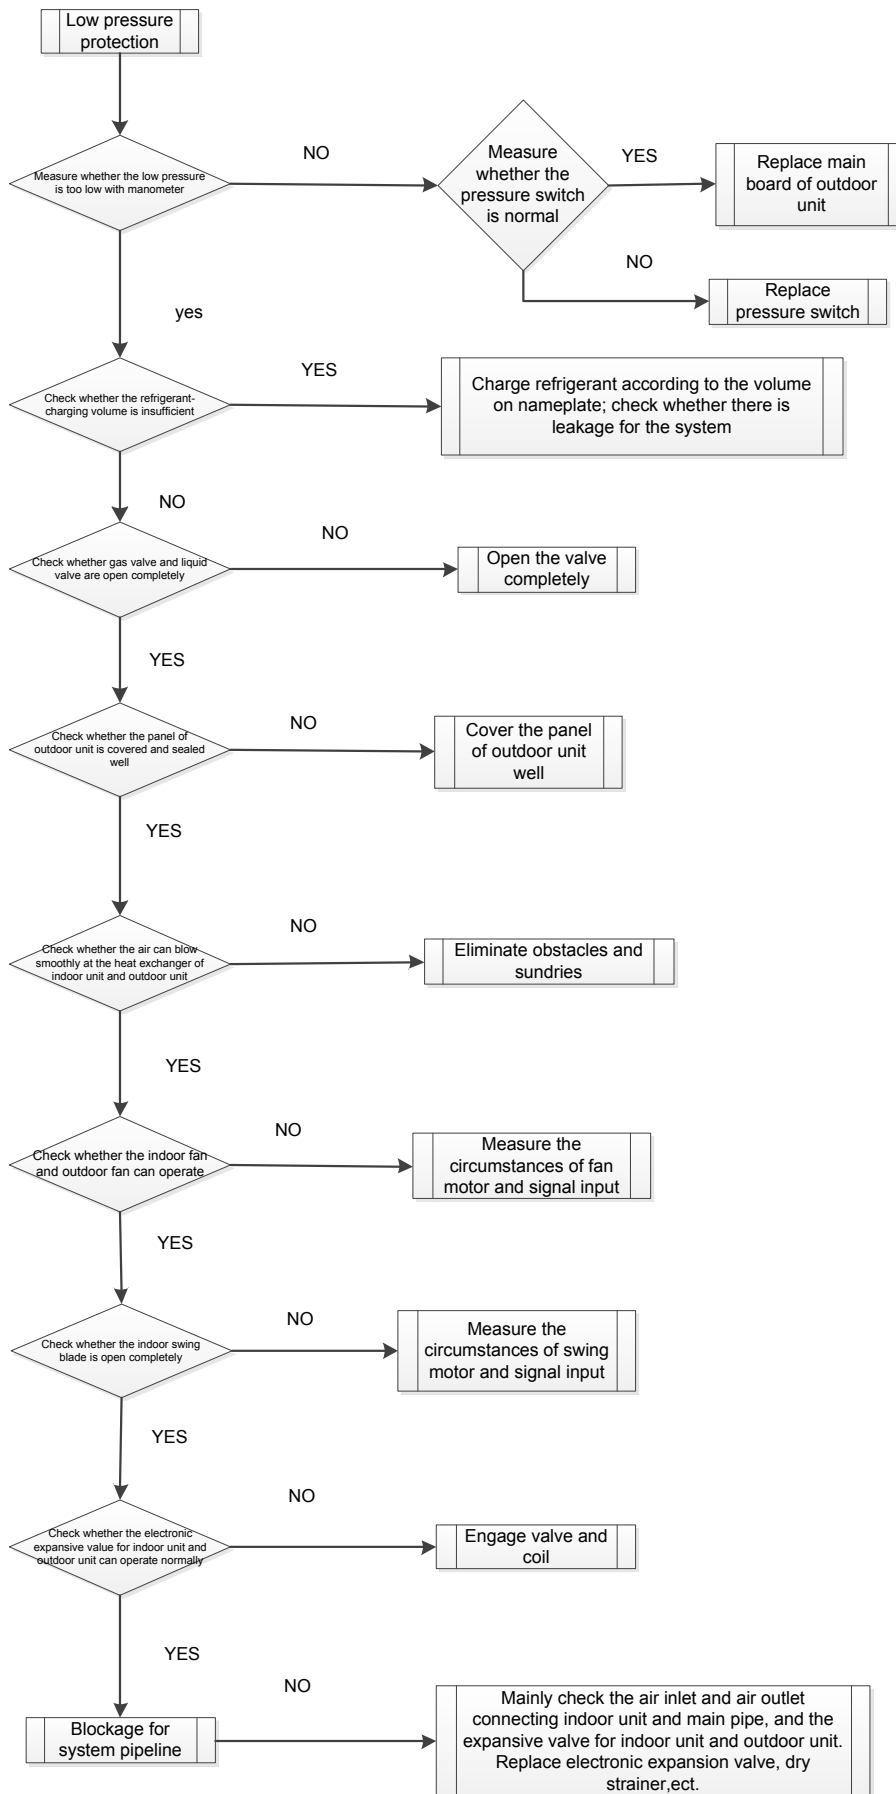 Low pressure
protection
Measure whether the low pressure
is too low with manometer
NO
Measure
whether the
pressure switch
is normal
YES
Replace main
board of outdoor
unit
NO
Replace
pressure switch
yes
Check whether the refrigerant-
charging volume is insufficient
YES
Charge refrigerant according to the volume
on nameplate; check whether there is
leakage for the system
NO
Check whether gas valve and liquid
valve are open completely
NO
Open the valve
completely
YES
Check whether the panel of
outdoor unit is covered and sealed
well
NO
Cover the panel
of outdoor unit
well
YES
Check whether the air can blow
smoothly at the heat exchanger of
indoor unit and outdoor unit
NO
Eliminate obstacles and
sundries
YES
Check whether the indoor fan
and outdoor fan can operate
NO
Measure the
circumstances of fan
motor and signal input
YES
Check whether the indoor swing
blade is open completely
NO
Measure the
circumstances of swing
motor and signal input
YES
Check whether the electronic
expansive value for indoor unit and
outdoor unit can operate normally
NO
Engage valve and
coil
YES
Blockage for
system pipeline
NO
Mainly check the air inlet and air outlet
connecting indoor unit and main pipe, and the
expansive valve for indoor unit and outdoor unit.
Replace electronic expansion valve, dry
strainer,ect.